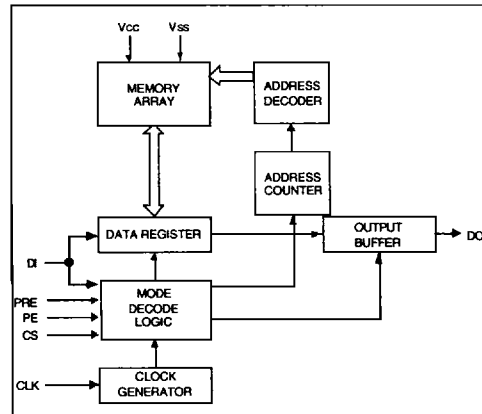 Vcc Vss
MEMORY
ARRAY
ADDRESS
DECODER
ADDRESS
COUNTER
DATA REGISTER
OUTPUT
BUFFER
DO
DI
PRE
PE
CS
MODE
DECODE
LOGIC
CLK
CLOCK
GENERATOR